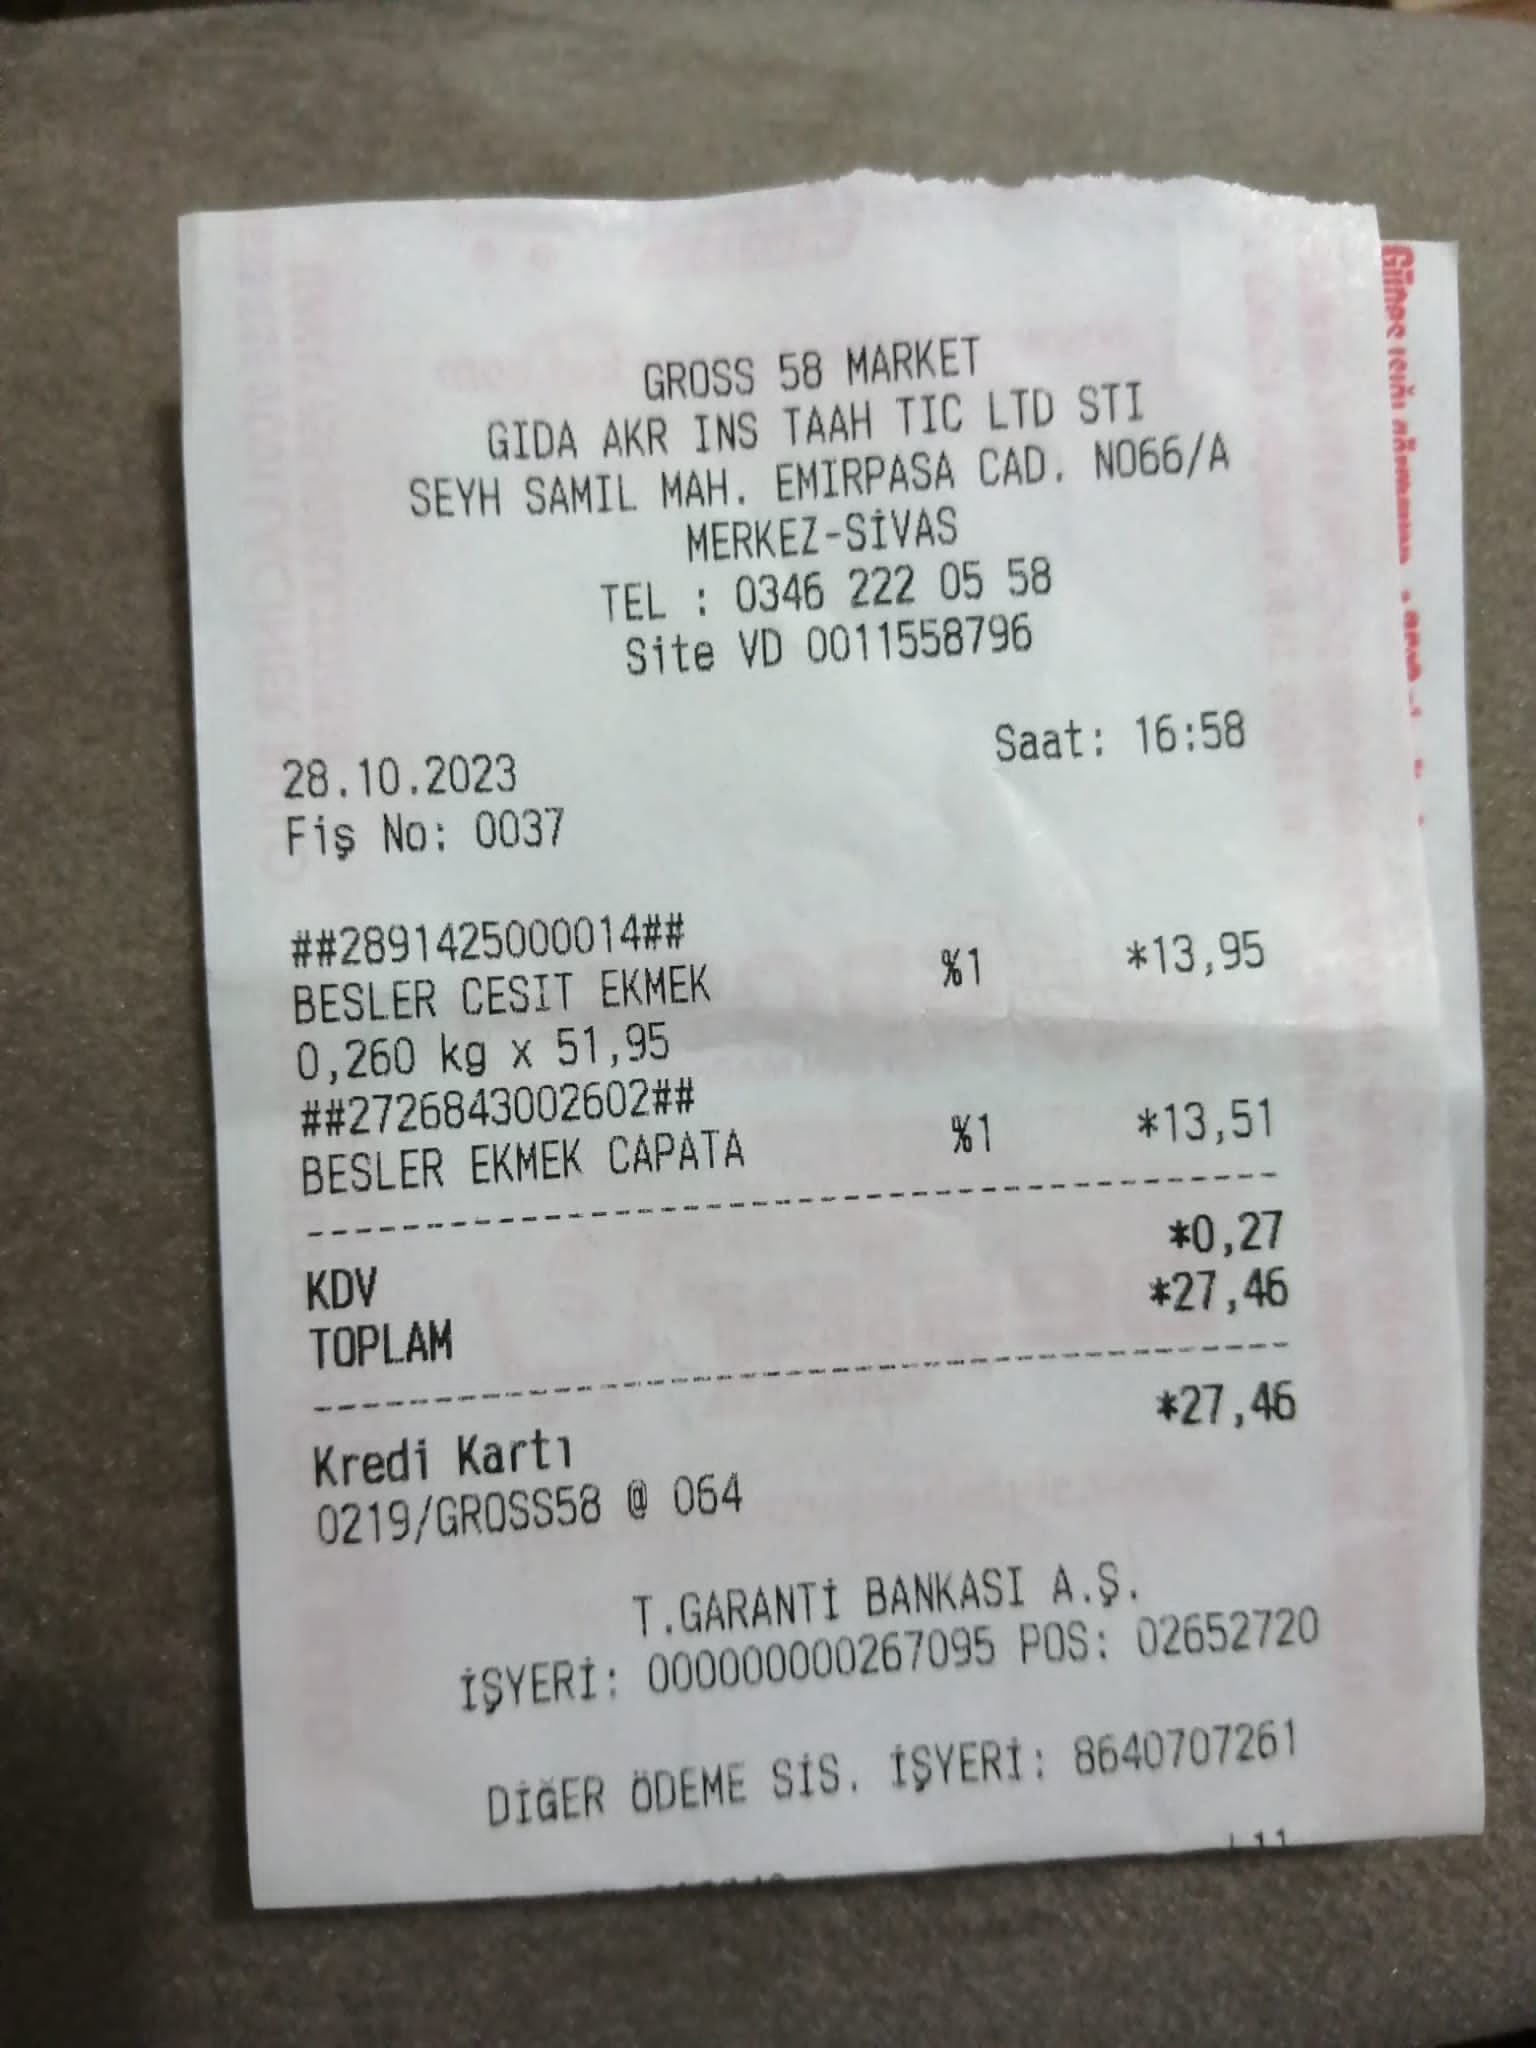 GROSS 58 MARKET
GIDA AKR INS TAAH TIC LTD STI
SEYH SAMIL MAH. EMIRPASA CAD. NO66/A
MERKEZ-SİVAS
TEL : 0346 222 05 58
Site VD 0011558796
28.10.2023 Saat: 16:58
Fiş No: 0037
##2891425000014##
BESLER CESIT EKMEK %1 *13,95
0,260 kg x 51,95
##2726843002602##
BESLER EKMEK CAPATA %1 *13,51
KDV *0,27
TOPLAM *27,46
Kredi Kartı *27,46
0219/GROSS58 @ 064
T.GARANTİ BANKASI A.Ş.
İŞYERİ: 000000000267095 POS: 02652720
DİĞER ÖDEME SİS. İŞYERİ: 8640707261